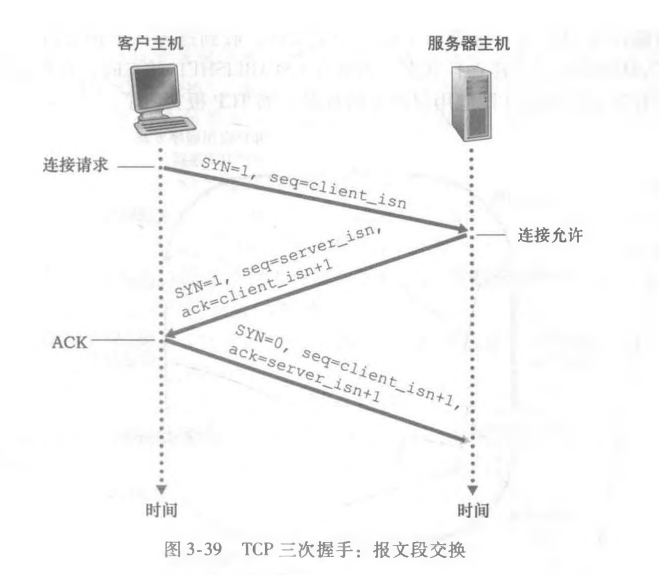 客户主机
服务器主机
连接请求
SYN=1, seq=client_isn
连接允许
SYN=1, seq=server_isn,
ack=client_isn+1
ACK
SYN=0, seq=client_isn+1,
ack=server_isn+1
时间
时间
图 3-39 TCP 三次握手：报文段交换